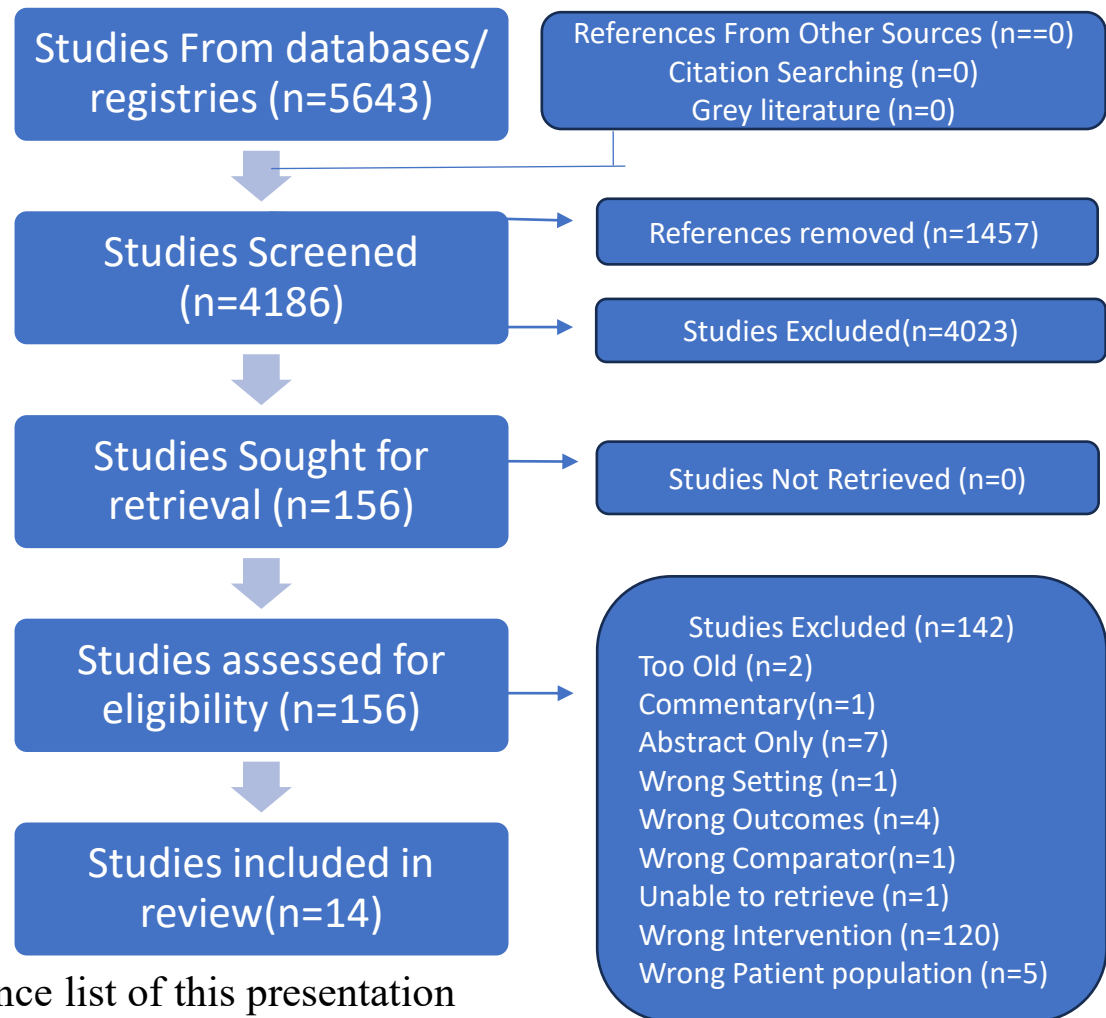 Studies From databases/
registries (n=5643)
References From Other Sources (n==0)
Citation Searching (n=0)
Grey literature (n=0)
Studies Screened
(n=4186)
References removed (n=1457)
Studies Excluded(n=4023)
Studies Sought for
retrieval (n=156)
Studies Not Retrieved (n=0)
Studies assessed for
eligibility (n=156)
Studies Excluded (n=142)
Too Old (n=2)
Commentary(n=1)
Abstract Only (n=7)
Wrong Setting (n=1)
Wrong Outcomes (n=4)
Wrong Comparator(n=1)
Unable to retrieve (n=1)
Wrong Intervention (n=120)
Wrong Patient population (n=5)
Studies included in
review(n=14)
nce list of this presentation